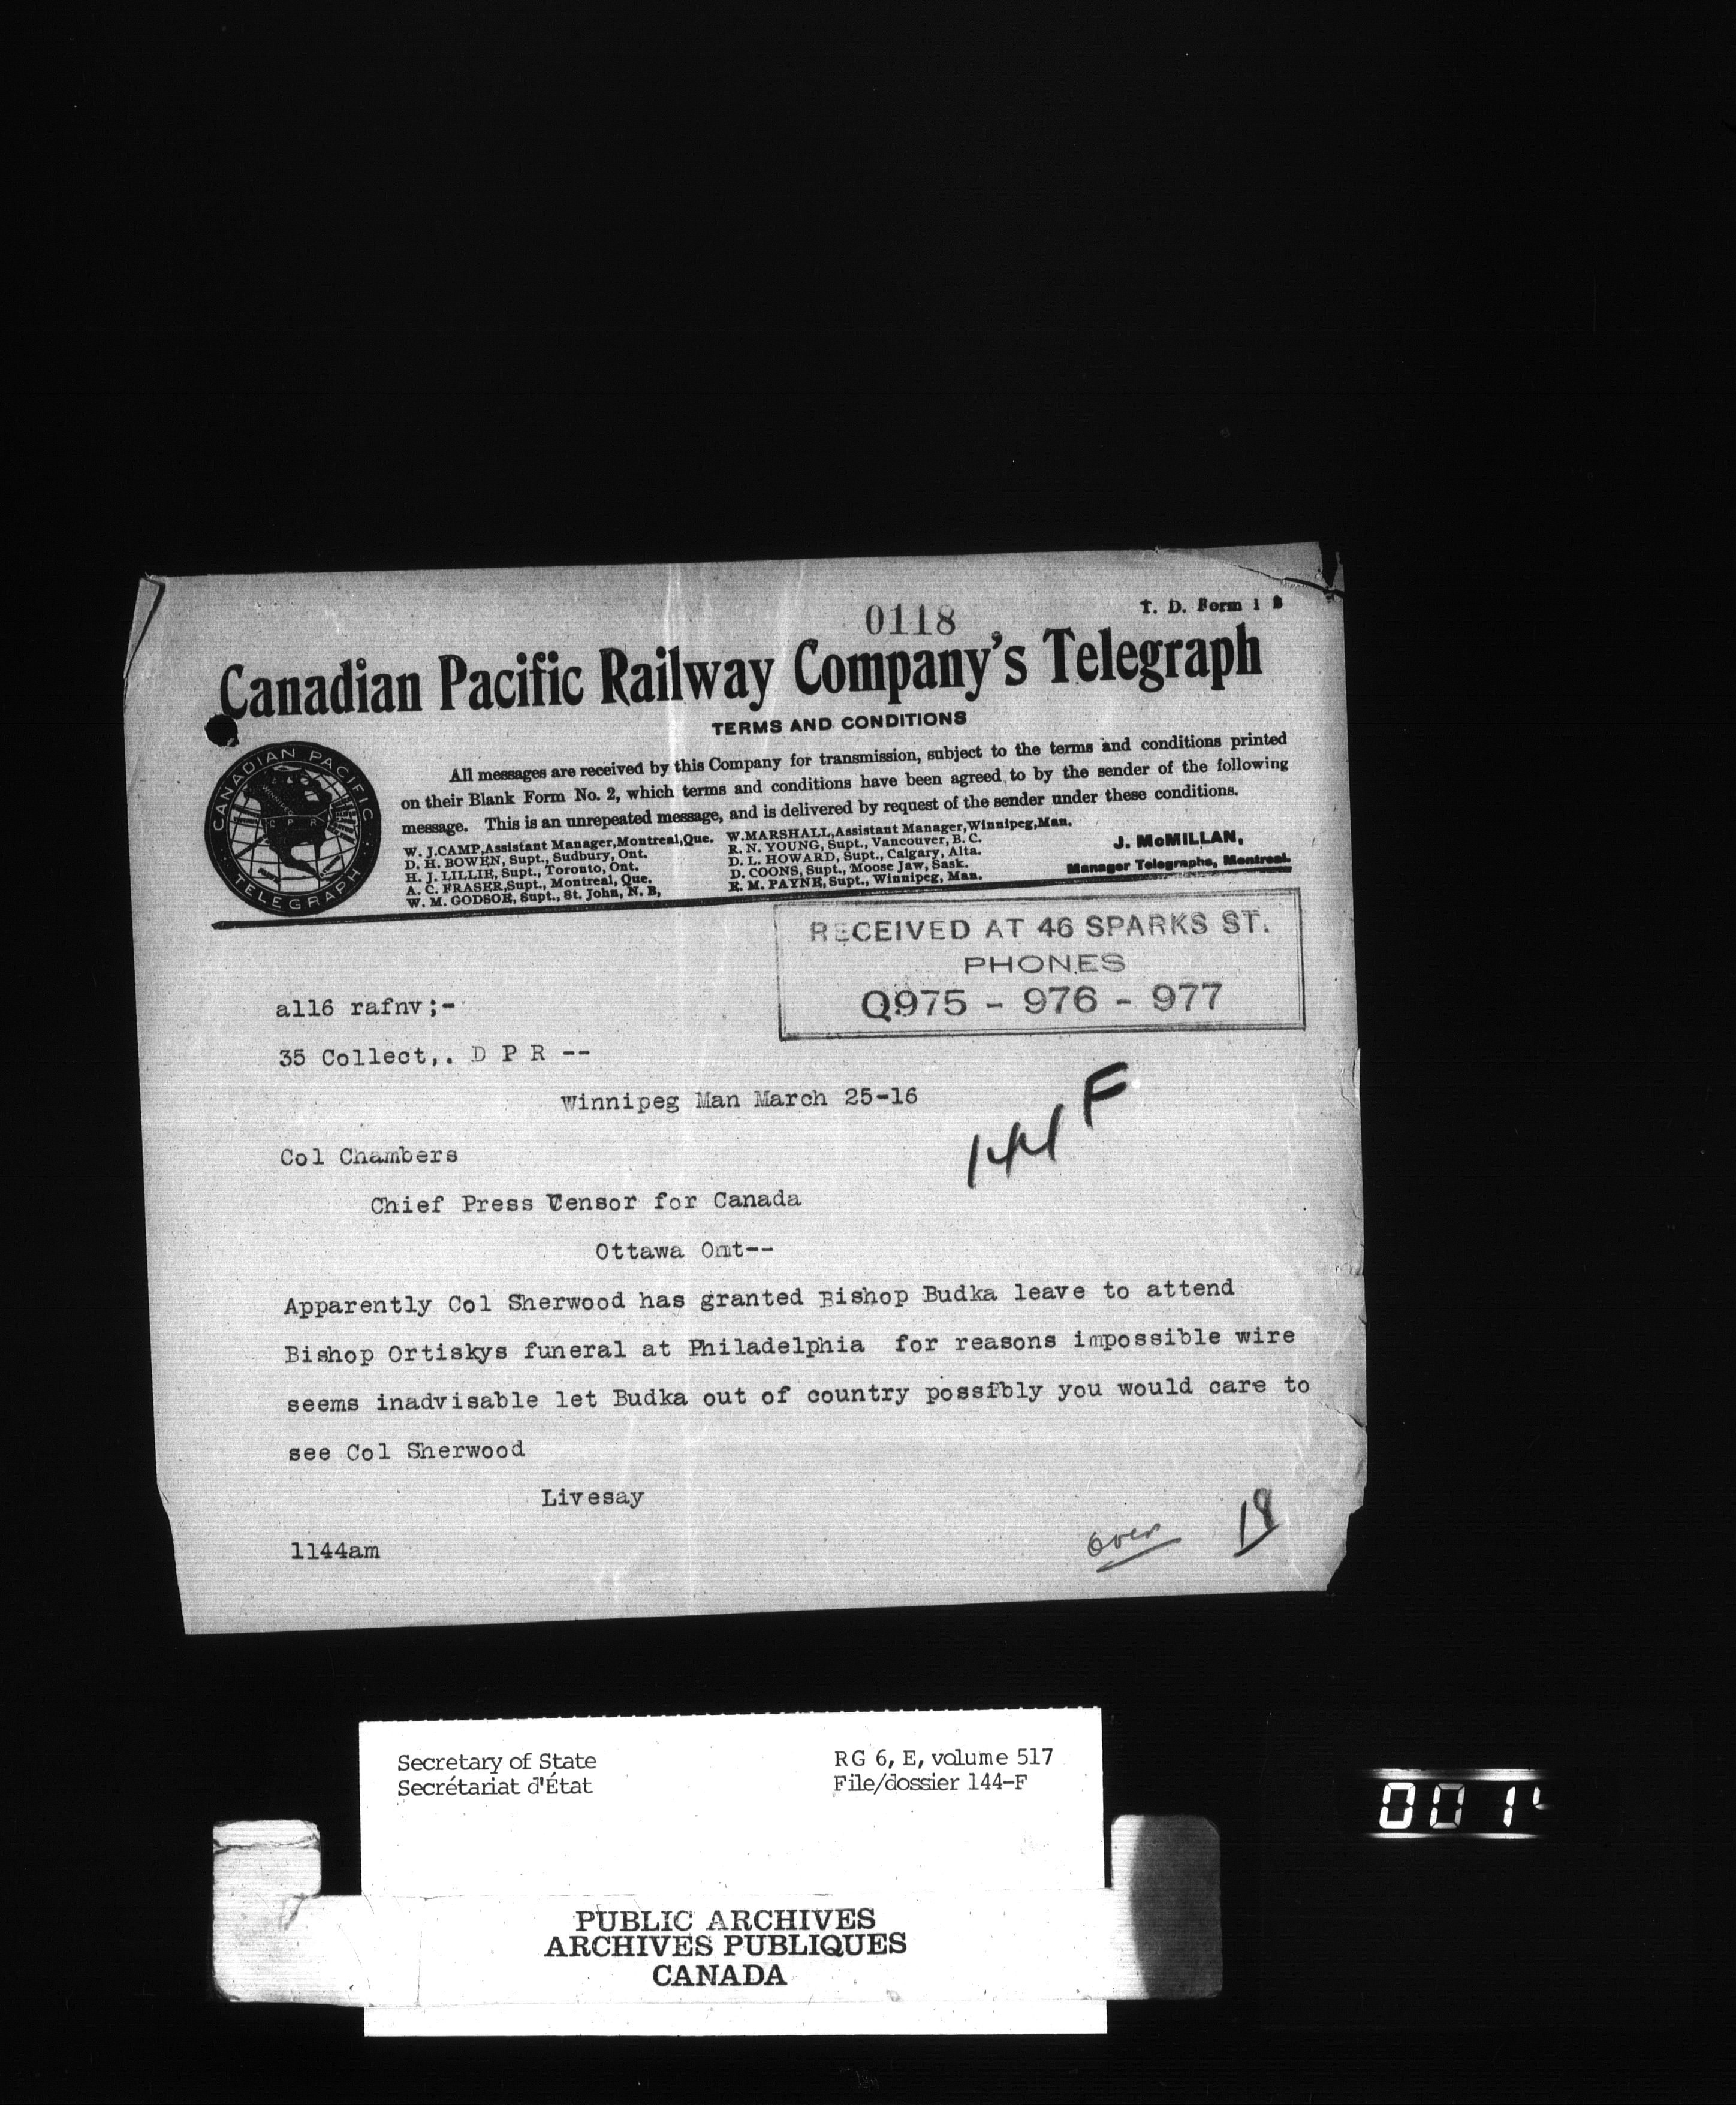 0118
T. D. Form 1 B
Canadian Pacific Railway Company's Telegraph
TERMS AND CONDITIONS
CANADIAN PACIFIC
CPR
TELEGRAPH
All messages are received by this Company for transmission, subject to the terms and conditions printed
on their Blank Form No. 2, which terms and conditions have been agreed to by the sender of the following
message. This is an unrepeated message, and is delivered by request of the sender under these conditions.
W. J. CAMP, Assistant Manager, Montreal, Que.
D. H. BOWEN, Supt., Sudbury, Ont.
H. J. LILLIE, Supt., Toronto, Ont.
A. C. FRASER, Supt., Montreal, Que.
W. M. GODSOE, Supt., St. John, N. B,
W. MARSHALL, Assistant Manager, Winnipeg, Man.
R. N. YOUNG, Supt., Vancouver, B. C.
D. L. HOWARD, Supt., Calgary, Alta.
D. COONS, Supt., Moose Jaw, Sask.
E. M. PAYNE, Supt., Winnipeg, Man.
J. McMILLAN,
Manager Telegraphs, Montreal.
RECEIVED AT 46 SPARKS ST.
PHONES
Q975 - 976 - 977
a116 rafnv;-
35 Collect,. D P R --
Winnipeg Man March 25-16
144 F
Col Chambers
Chief Press Censor for Canada
Ottawa Ont--
Apparently Col Sherwood has granted Bishop Budka leave to attend
Bishop Ortiskys funeral at Philadelphia for reasons impossible wire
seems inadvisable let Budka out of country possibly you would care to
see Col Sherwood
Livesay
1144am
over
18
Secretary of State
Secrétariat d'État
RG 6, E, volume 517
File/dossier 144-F
PUBLIC ARCHIVES
ARCHIVES PUBLIQUES
CANADA
001